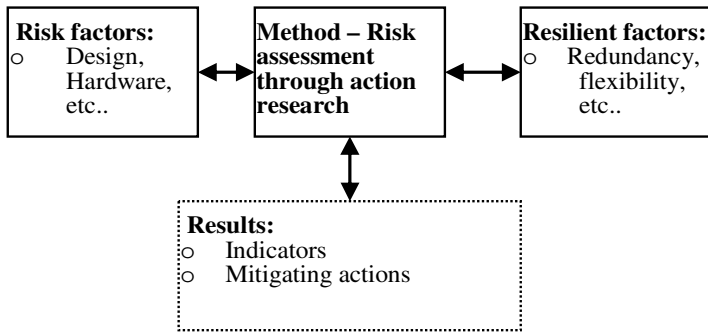 Risk factors:
o Design,
Hardware,
etc..
Method – Risk
assessment
through action
research
Resilient factors:
o Redundancy,
flexibility,
etc..
Results:
o Indicators
o Mitigating actions